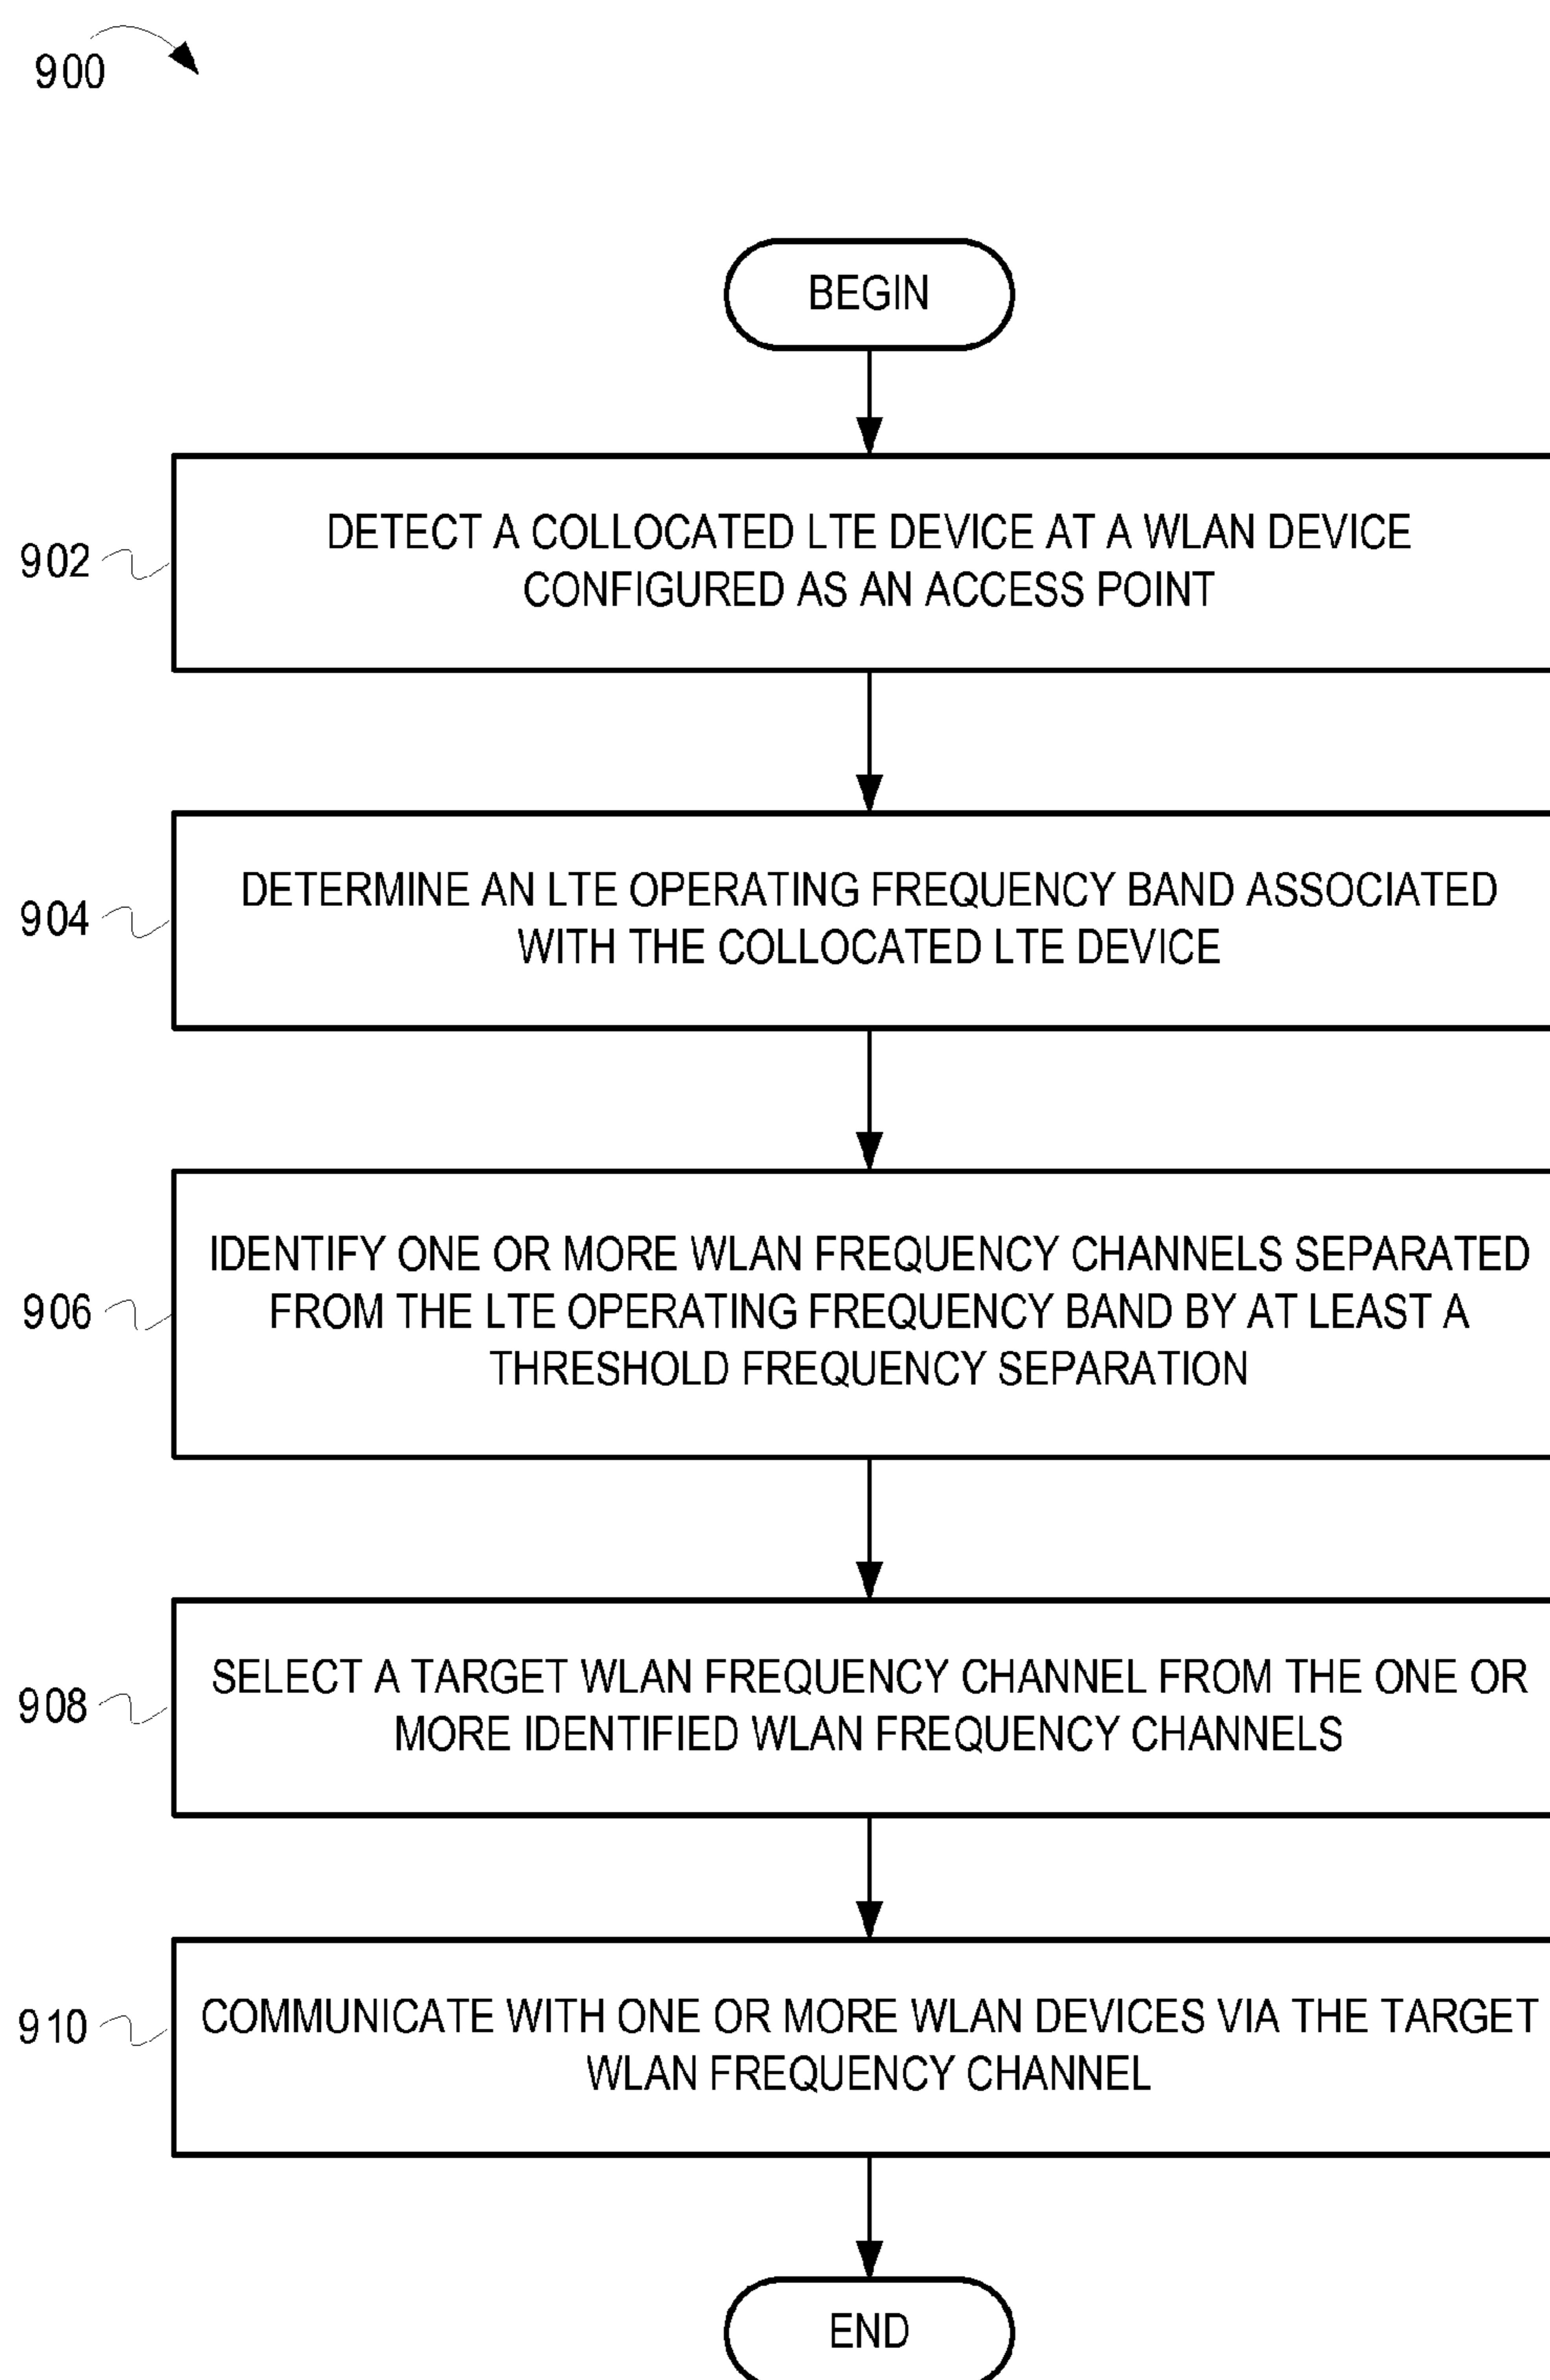 900
BEGIN
902
DETECT A COLLOCATED LTE DEVICE AT A WLAN DEVICE
CONFIGURED AS AN ACCESS POINT
904
DETERMINE AN LTE OPERATING FREQUENCY BAND ASSOCIATED
WITH THE COLLOCATED LTE DEVICE
906
IDENTIFY ONE OR MORE WLAN FREQUENCY CHANNELS SEPARATED
FROM THE LTE OPERATING FREQUENCY BAND BY AT LEAST A
THRESHOLD FREQUENCY SEPARATION
908
SELECT A TARGET WLAN FREQUENCY CHANNEL FROM THE ONE OR
MORE IDENTIFIED WLAN FREQUENCY CHANNELS
910
COMMUNICATE WITH ONE OR MORE WLAN DEVICES VIA THE TARGET
WLAN FREQUENCY CHANNEL
END